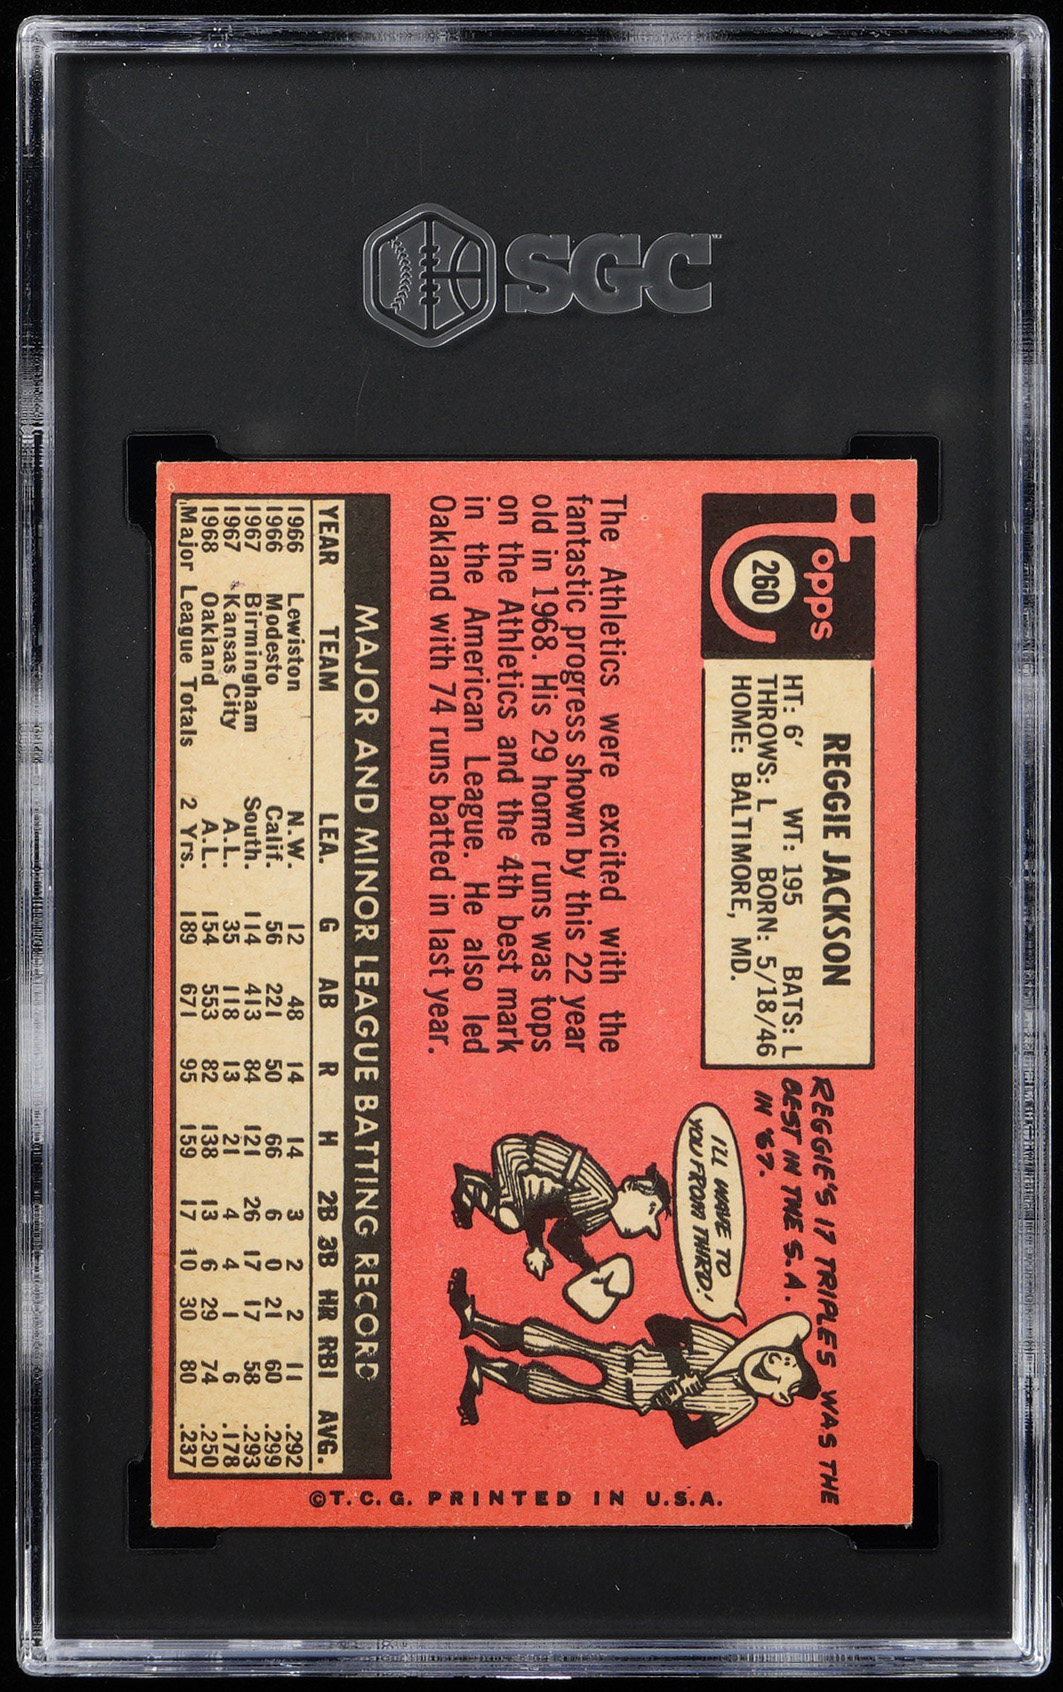 SGC
Topps
260
REGGIE JACKSON
HT: 6' WT: 195 BATS: L
THROWS: L BORN: 5/18/46
HOME: BALTIMORE, MD.
REGGIE'S 17 TRIPLES WAS THE
BEST IN THE S.A.
IN '67.
I'LL WAVE TO
YOU FROM THIRD!
The Athletics were excited with the
fantastic progress shown by this 22 year
old in 1968. His 29 home runs was tops
on the Athletics and the 4th best mark
in the American League. He also led
Oakland with 74 runs batted in last year.
MAJOR AND MINOR LEAGUE BATTING RECORD
YEAR TEAM LEA. G AB R H 2B 3B HR RBI AVG.
1966 Lewiston N.W. 12 48 14 14 3 2 2 11 .292
1966 Modesto Calif. 56 221 50 66 6 0 21 60 .299
1967 Birmingham South. 114 413 84 121 26 17 17 58 .293
1967 Kansas City A.L. 35 118 13 21 4 4 1 6 .178
1968 Oakland A.L. 154 553 82 138 13 6 29 74 .250
Major League Totals 2 Yrs. 189 671 95 159 17 10 30 80 .237
©T.C.G. PRINTED IN U.S.A.